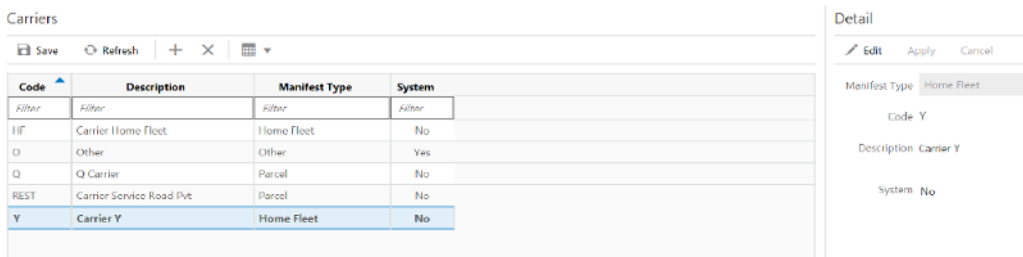 Carriers
Save Refresh
Code Description Manifest Type System
Filter Filter Filter Filter
HF Carrier Home Fleet Home Fleet No
O Other Other Yes
Q Q Carrier Parcel No
REST Carrier Service Road Pvt Parcel No
Y Carrier Y Home Fleet No
Detail
Edit Apply Cancel
Manifest Type Home Fleet
Code Y
Description Carrier Y
System No